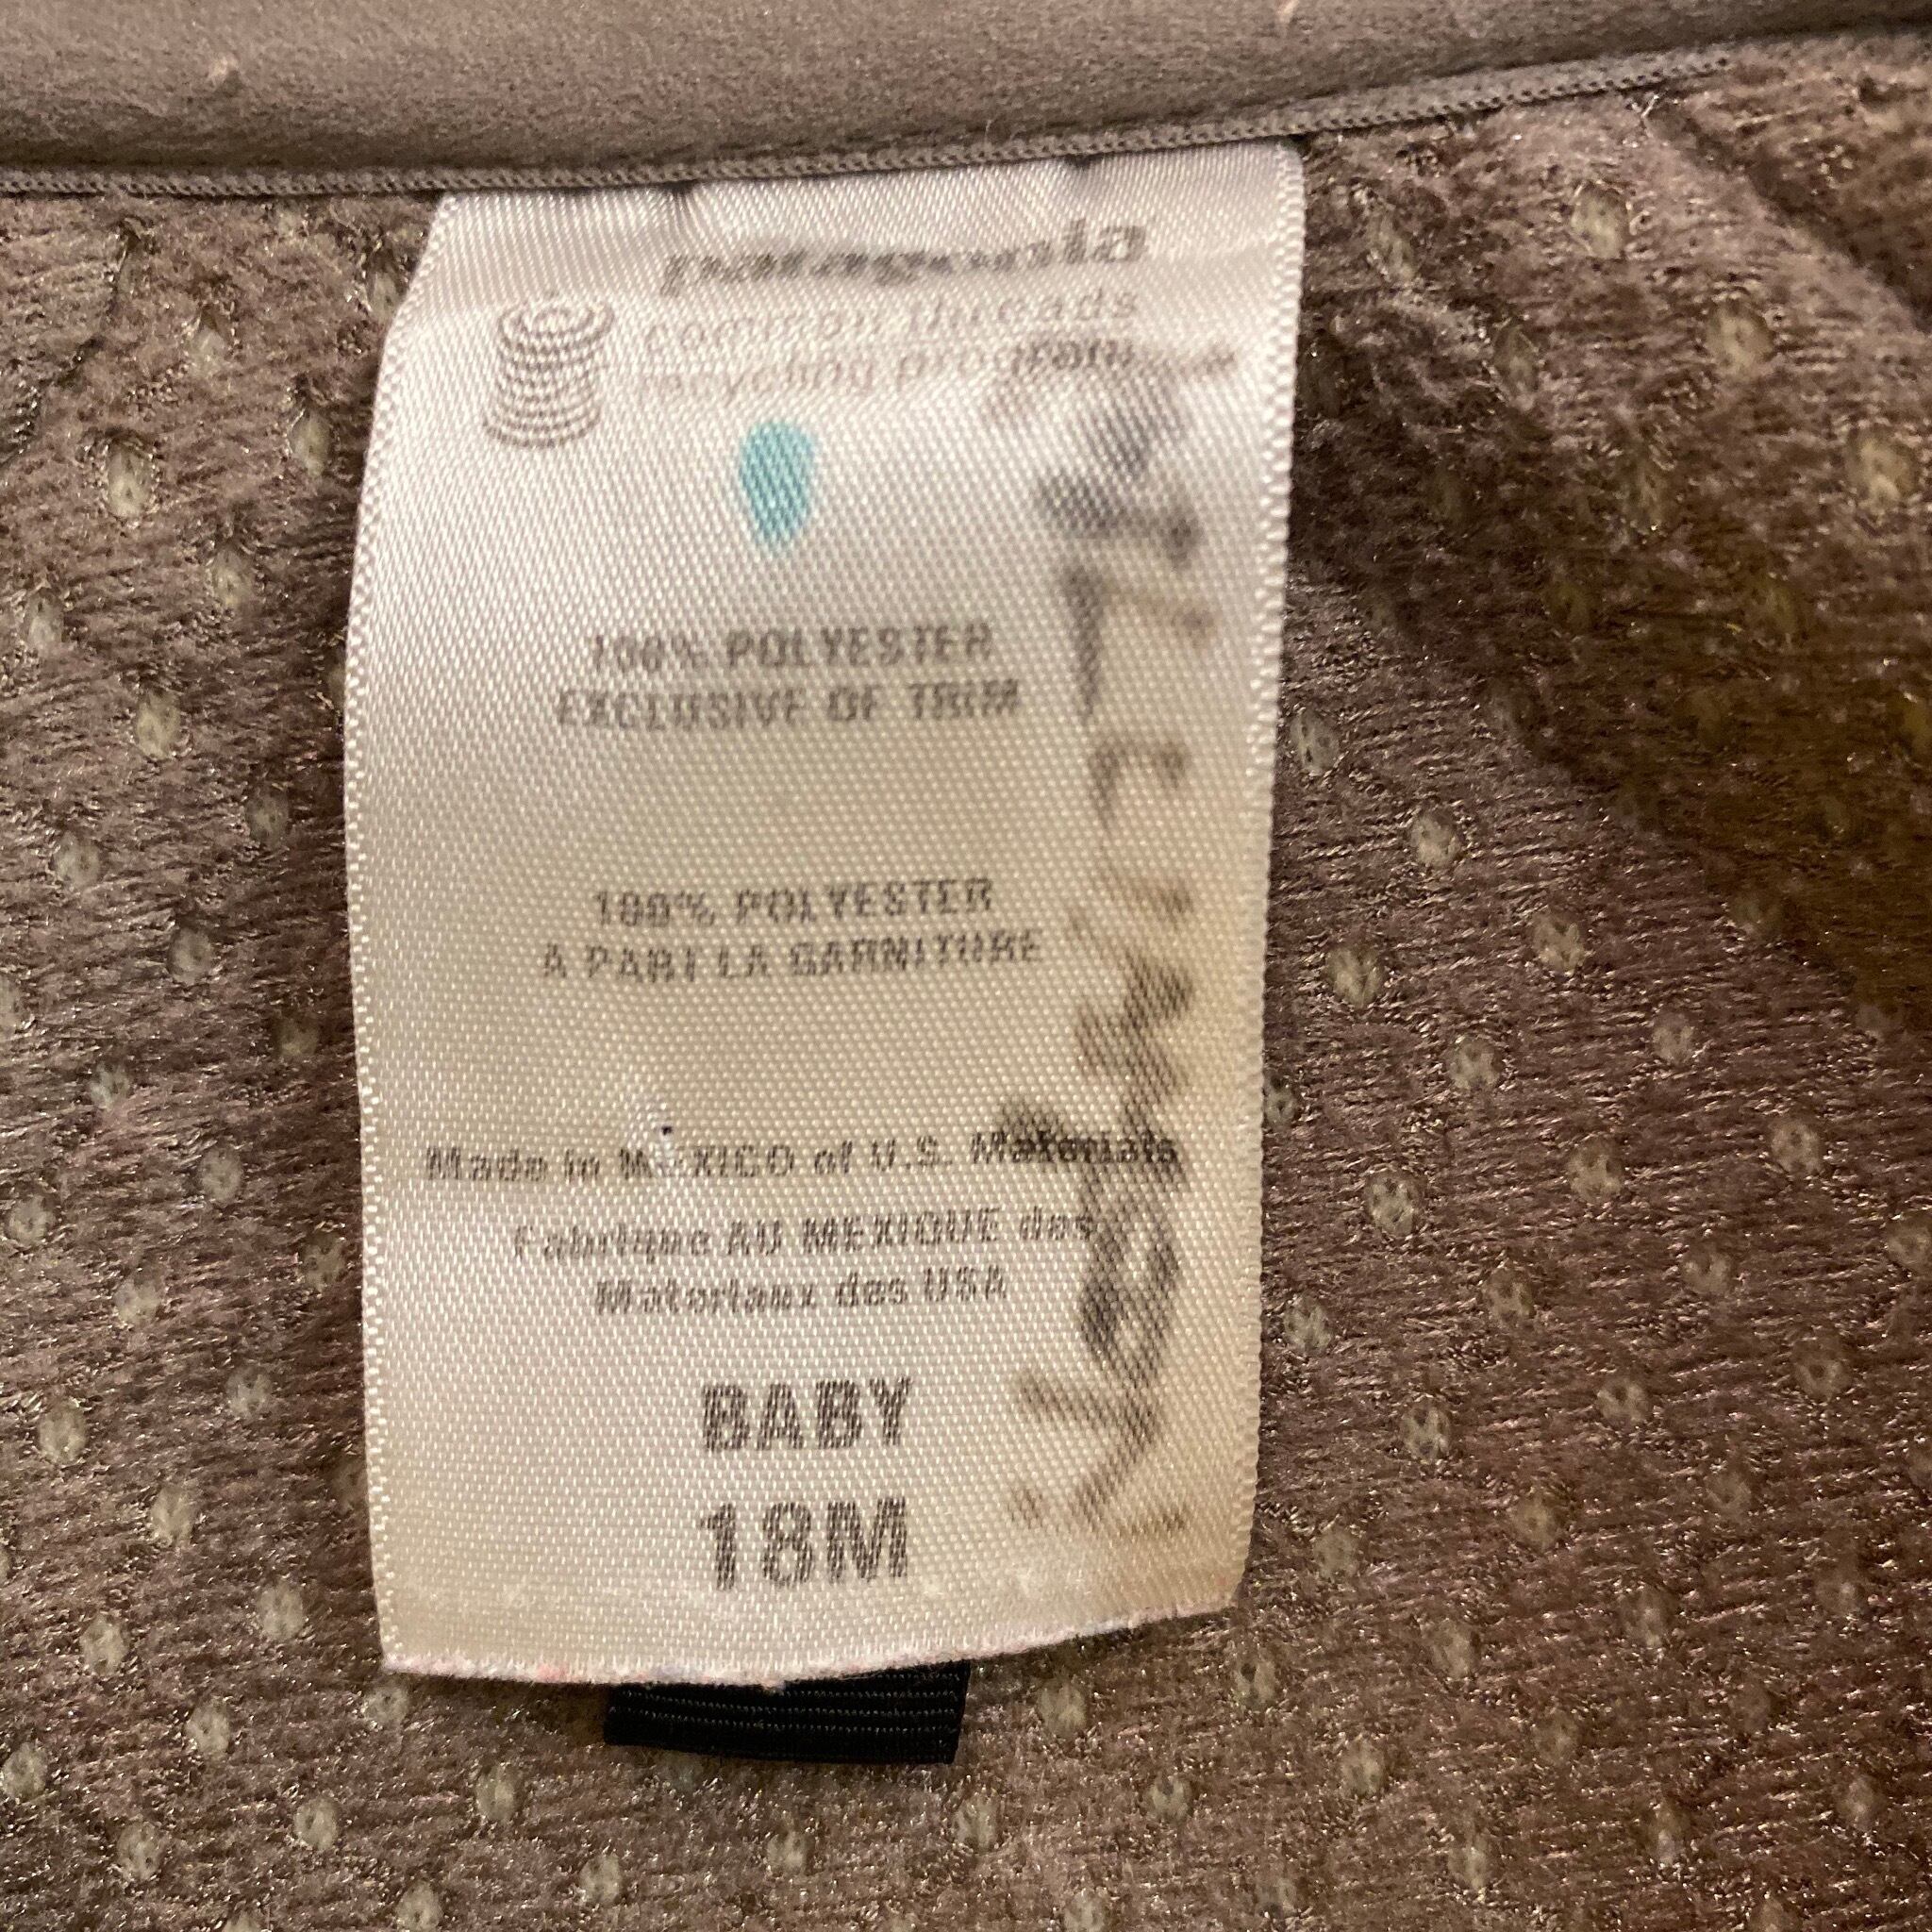 patagonia
common threads
recycling program
100% POLYESTER
EXCLUSIVE OF TRIM
100% POLYESTER
A PART LA GARNITURE
Made in MEXICO of U.S. Materials
Fabrique AU MEXIQUE des
Materiaux des USA
BABY
18M